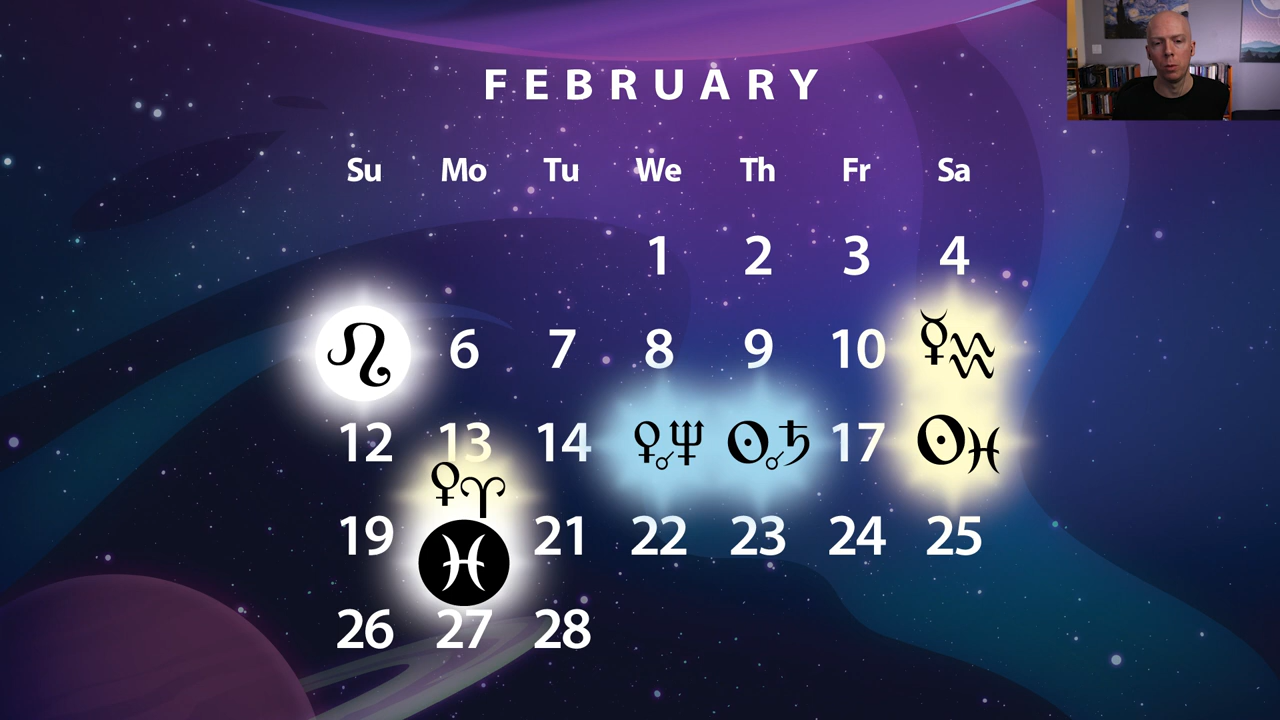 FEBRUARY
Su Mo Tu We Th Fr Sa
1 2 3 4
♌ 6 7 8 9 10 ☿♒
12 13 14 ♀☌♆ ☉☌♄ 17 ☉♓
♀♈
19 ♓ 21 22 23 24 25
26 27 28